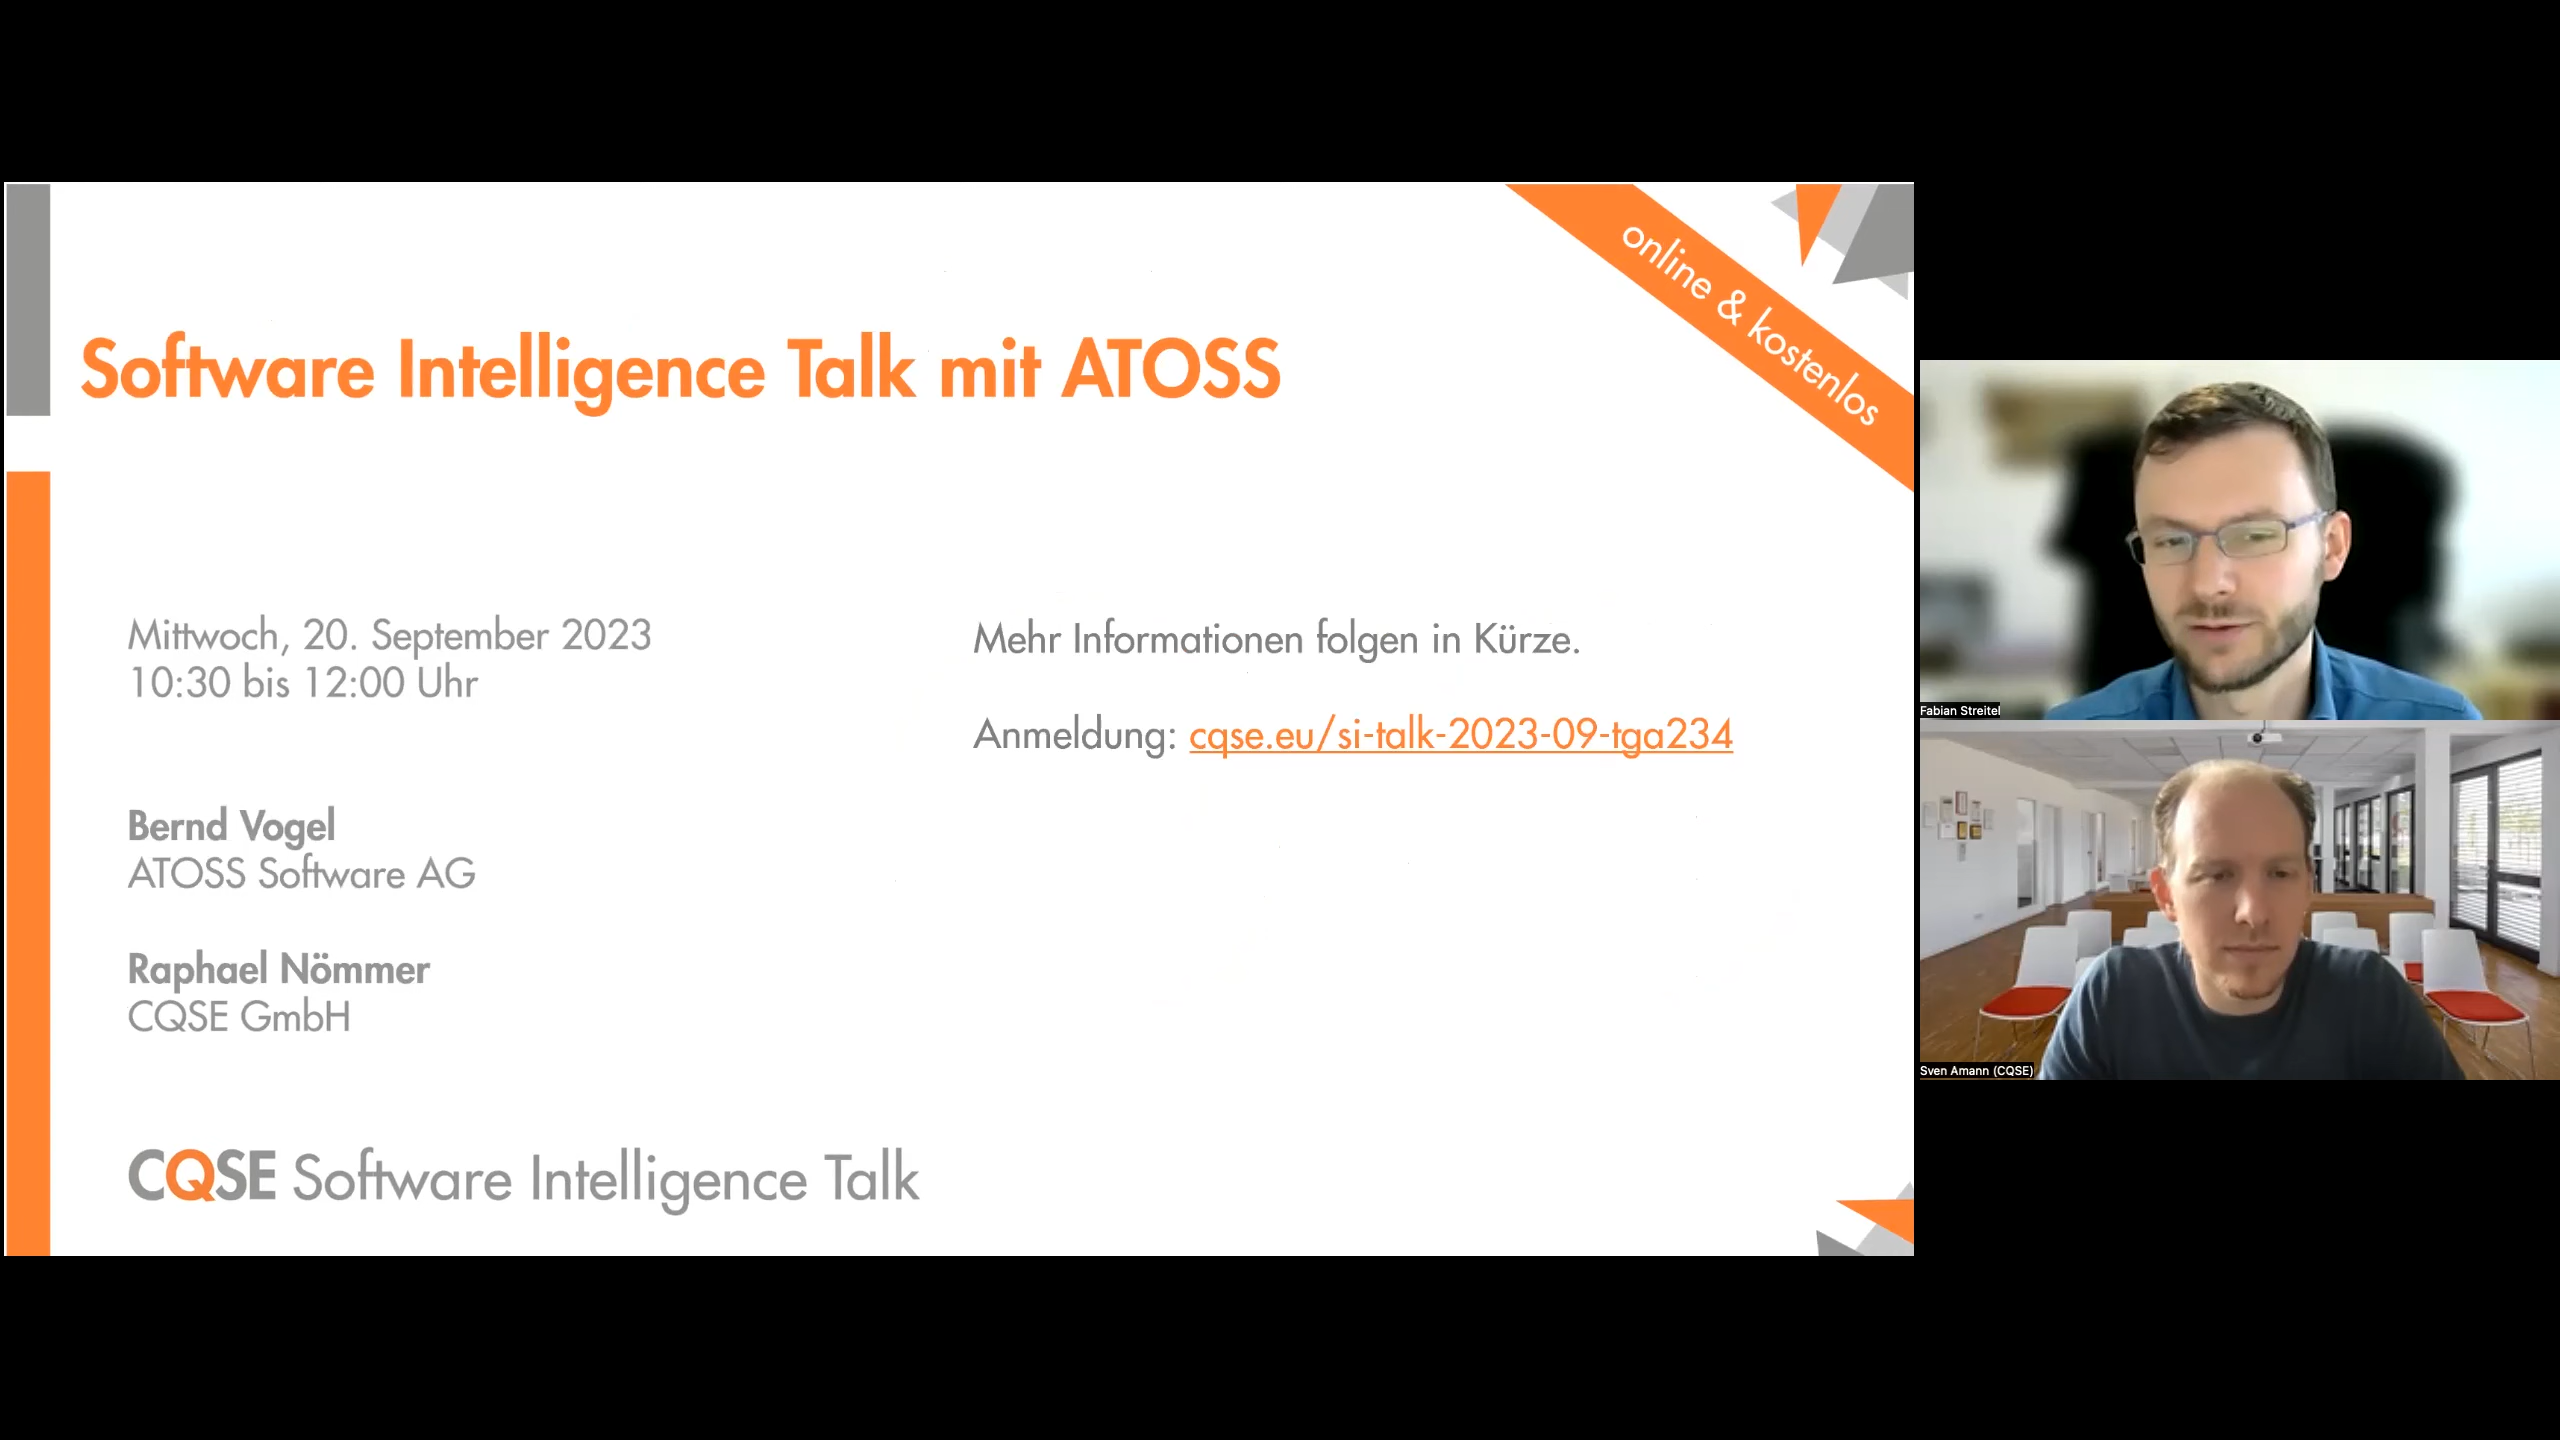 online & kostenlos
Software Intelligence Talk mit ATOSS
Mittwoch, 20. September 2023
10:30 bis 12:00 Uhr
Bernd Vogel
ATOSS Software AG
Raphael Nömmer
CQSE GmbH
Mehr Informationen folgen in Kürze.
Anmeldung: cqse.eu/si-talk-2023-09-tga234
CQSE Software Intelligence Talk
Fabian Streitel
Sven Amann (CQSE)